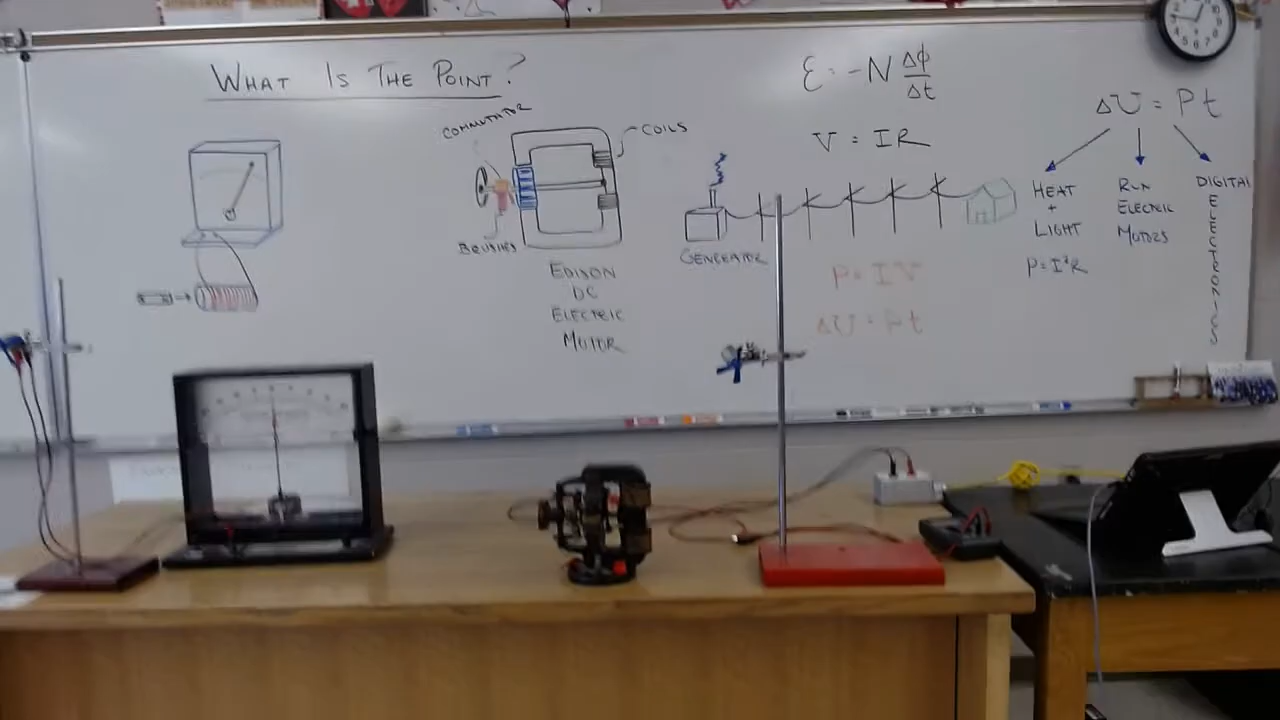 WHAT IS THE POINT?
COMMUTATOR
COILS
BRUSHES
EDISON
DC
ELECTRIC
MOTOR
ε = -N Δϕ/Δt
V = IR
GENERATOR
P = IV
ΔU = Pt
ΔU = Pt
HEAT
+
LIGHT
P = I²R
RUN
ELECTRIC
MOTORS
DIGITAL
ELECTRONICS